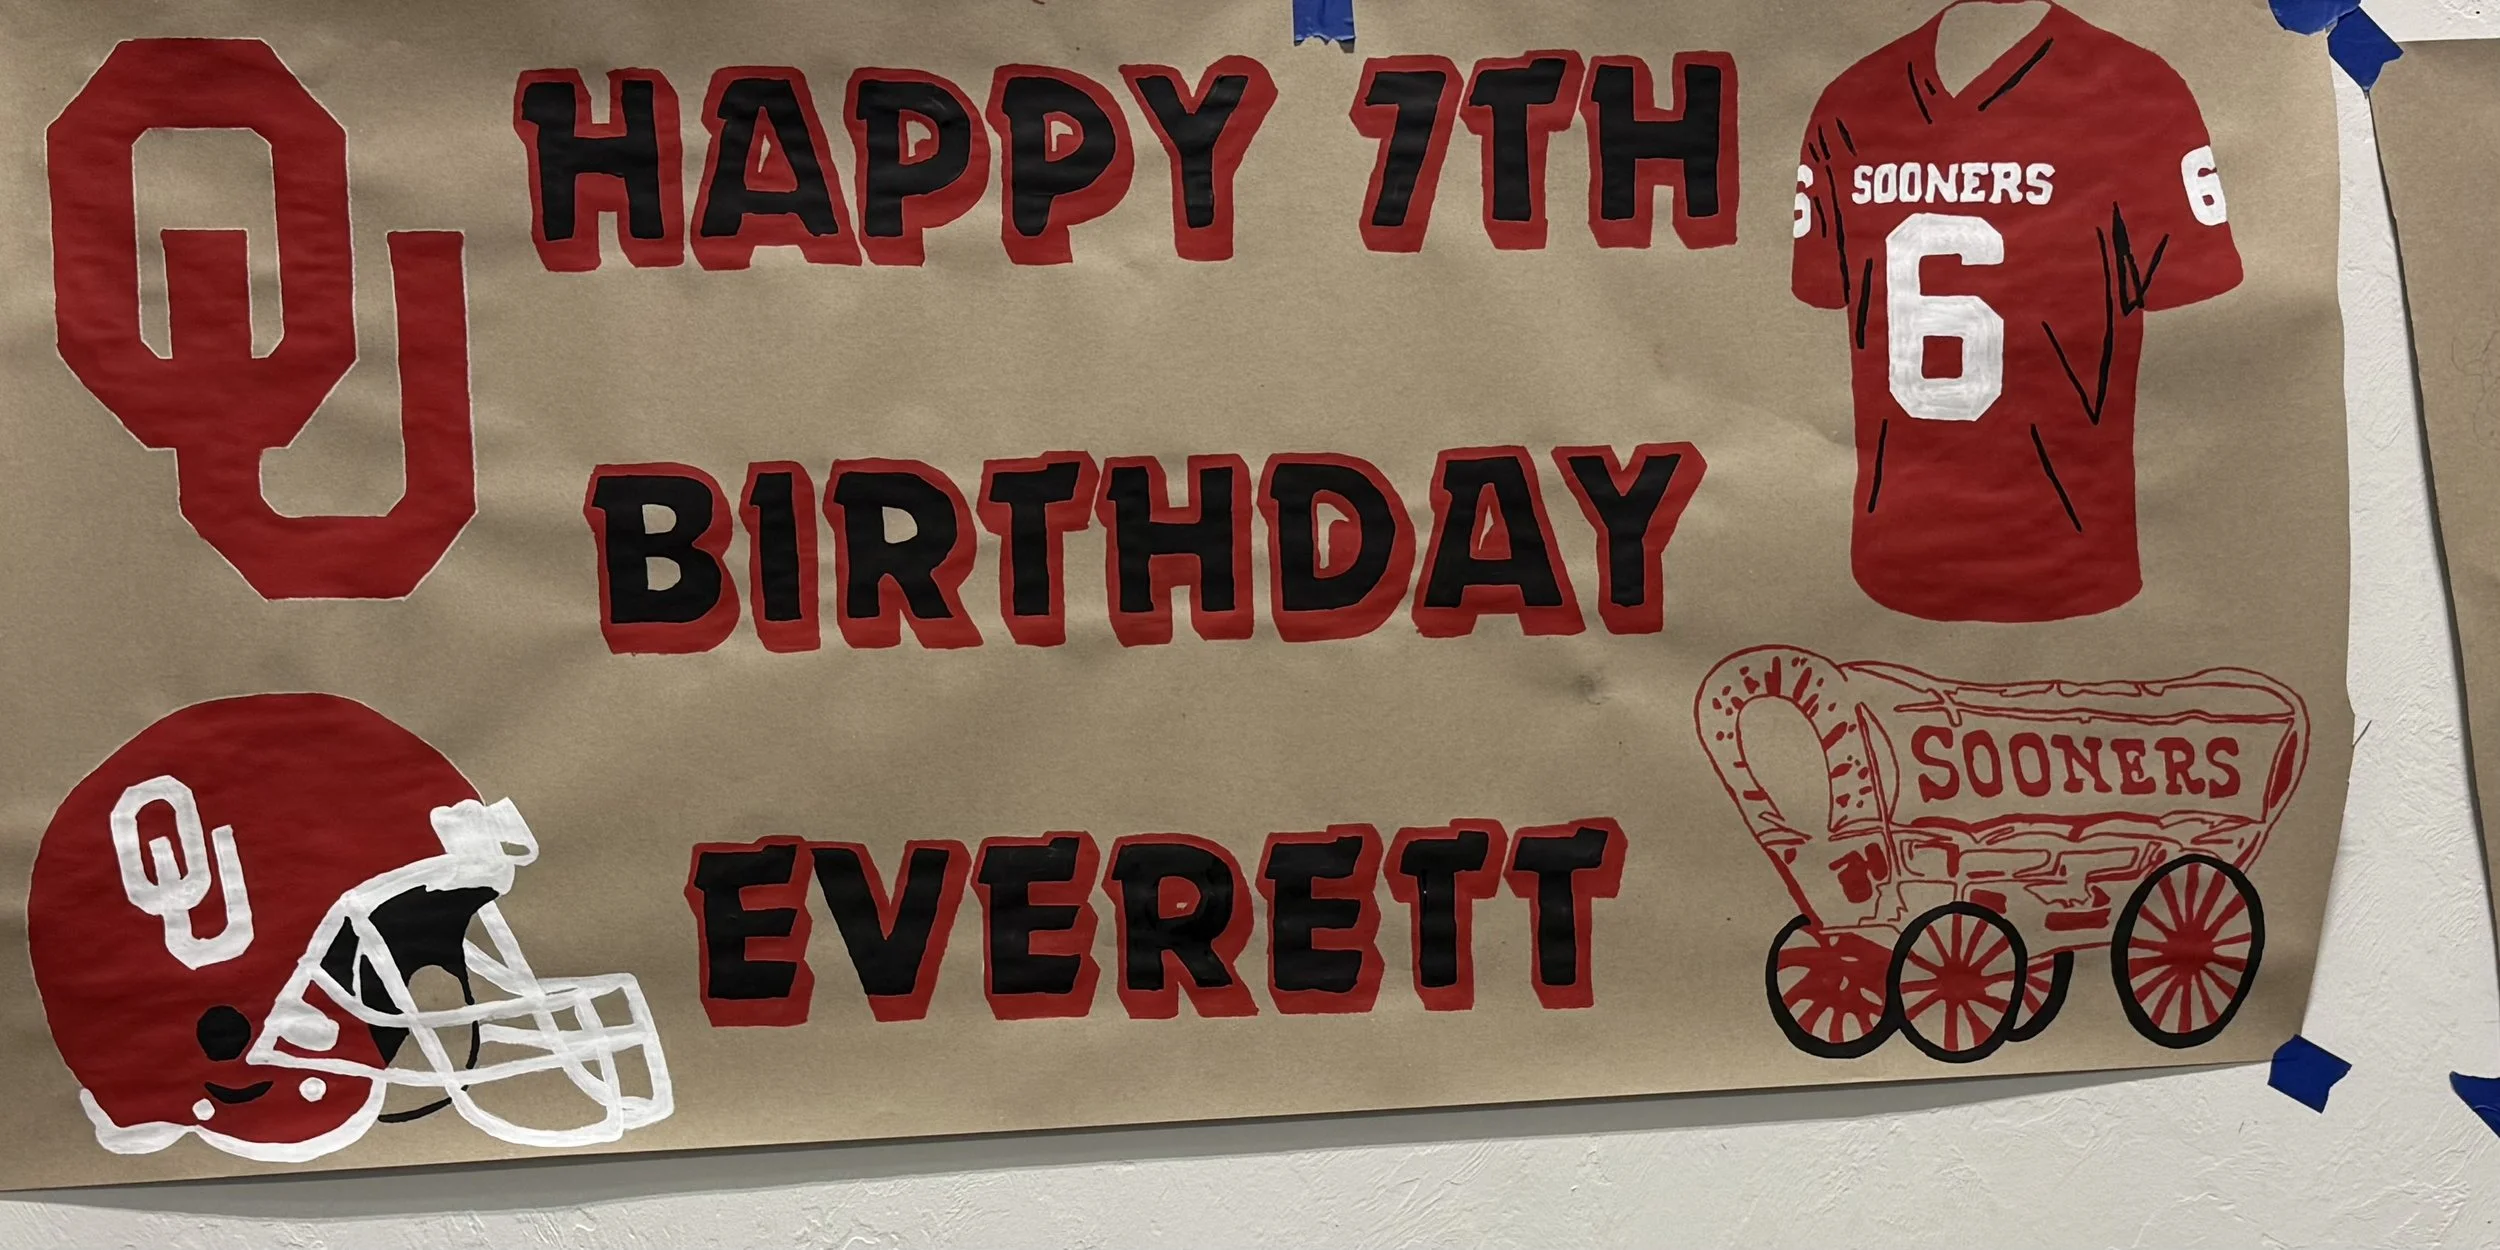 OU
HAPPY 7TH
BIRTHDAY
EVERETT
SOONERS
6
6
6
SOONERS
OU